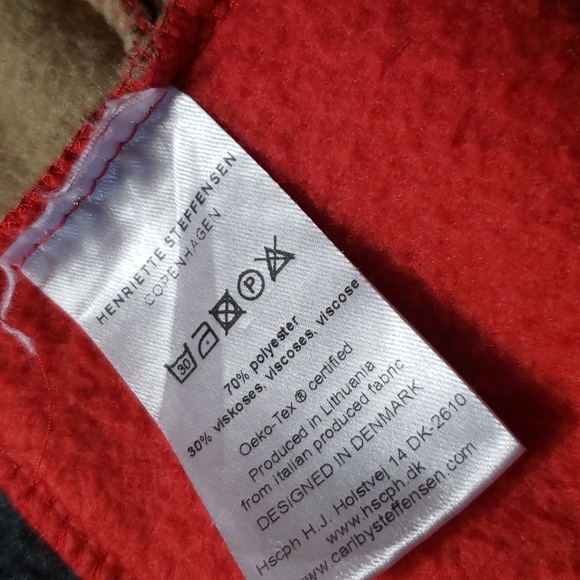 HENRIETTE STEFFENSEN
COPENHAGEN
30 P
70% polyester
30% viskoses, viscoses, viscose
Oeko-Tex ® certified
Produced in Lithuania
from italian produced fabric
DESIGNED IN DENMARK
Hscph H.J. Holstvej 14 DK-2610
www.hscph.dk
www.carlbysteffensen.com